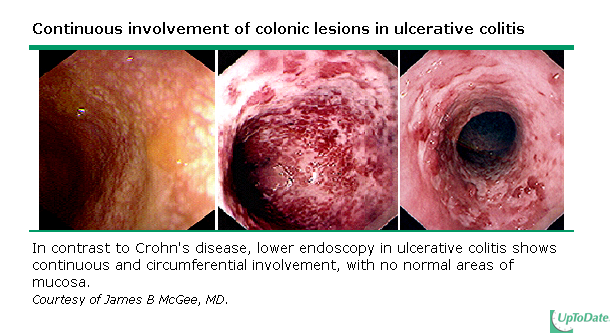 Continuous involvement of colonic lesions in ulcerative colitis
In contrast to Crohn's disease, lower endoscopy in ulcerative colitis shows
continuous and circumferential involvement, with no normal areas of
mucosa.
Courtesy of James B McGee, MD.
UpToDate